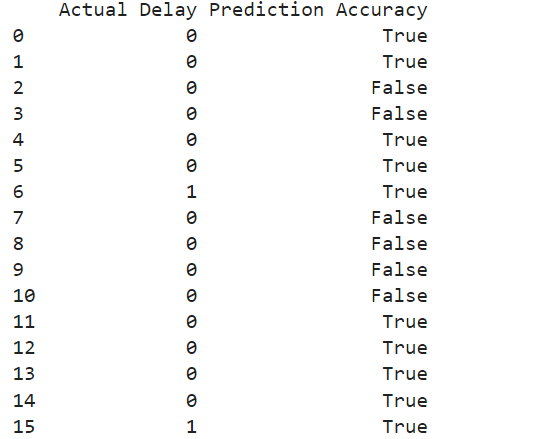 Actual Delay Prediction Accuracy
0 0 True
1 0 True
2 0 False
3 0 False
4 0 True
5 0 True
6 1 True
7 0 False
8 0 False
9 0 False
10 0 False
11 0 True
12 0 True
13 0 True
14 0 True
15 1 True